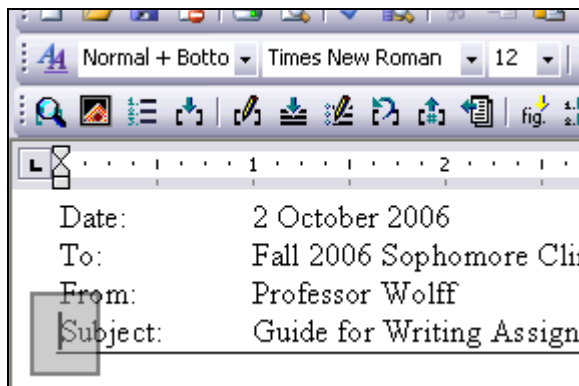 Normal + Botto Times New Roman 12
fig.
1 2
Date: 2 October 2006
To: Fall 2006 Sophomore Cli
From: Professor Wolff
Subject: Guide for Writing Assign